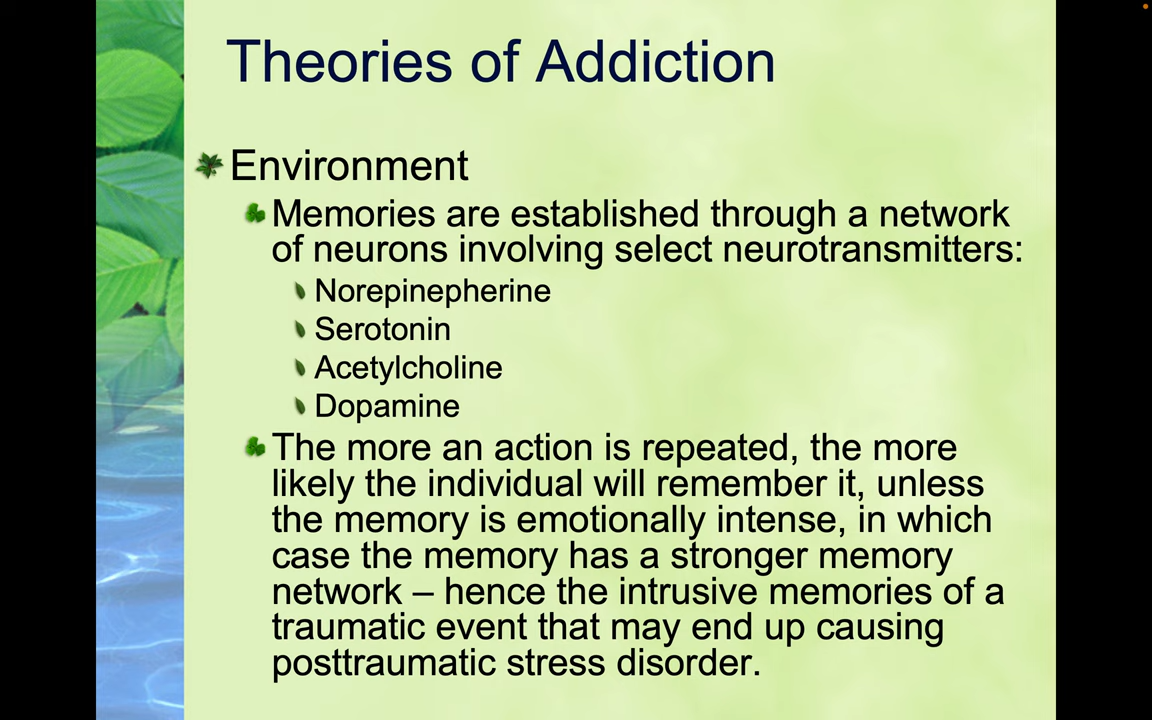 Theories of Addiction
Environment
Memories are established through a network
of neurons involving select neurotransmitters:
Norepinepherine
Serotonin
Acetylcholine
Dopamine
The more an action is repeated, the more
likely the individual will remember it, unless
the memory is emotionally intense, in which
case the memory has a stronger memory
network – hence the intrusive memories of a
traumatic event that may end up causing
posttraumatic stress disorder.